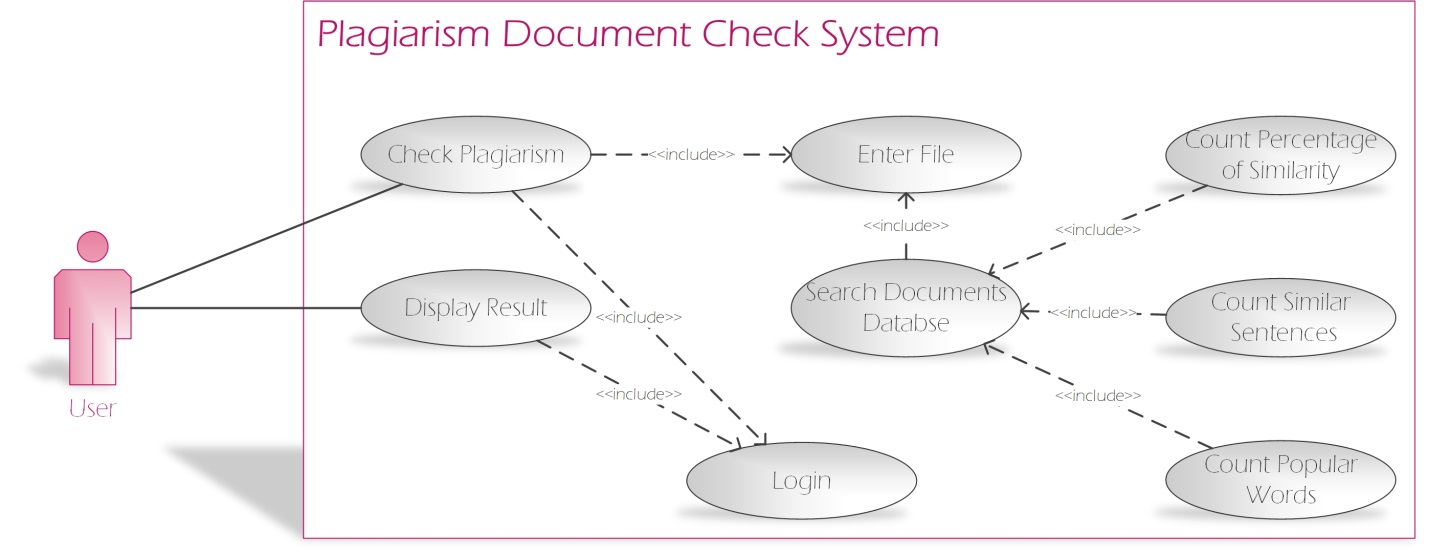 Plagiarism Document Check System
Check Plagiarism
<<include>>
Enter File
Count Percentage
of Similarity
<<include>>
<<include>>
Display Result
<<include>>
Search Documents
Databse
<<include>>
Count Similar
Sentences
<<include>>
<<include>>
User
Login
Count Popular
Words